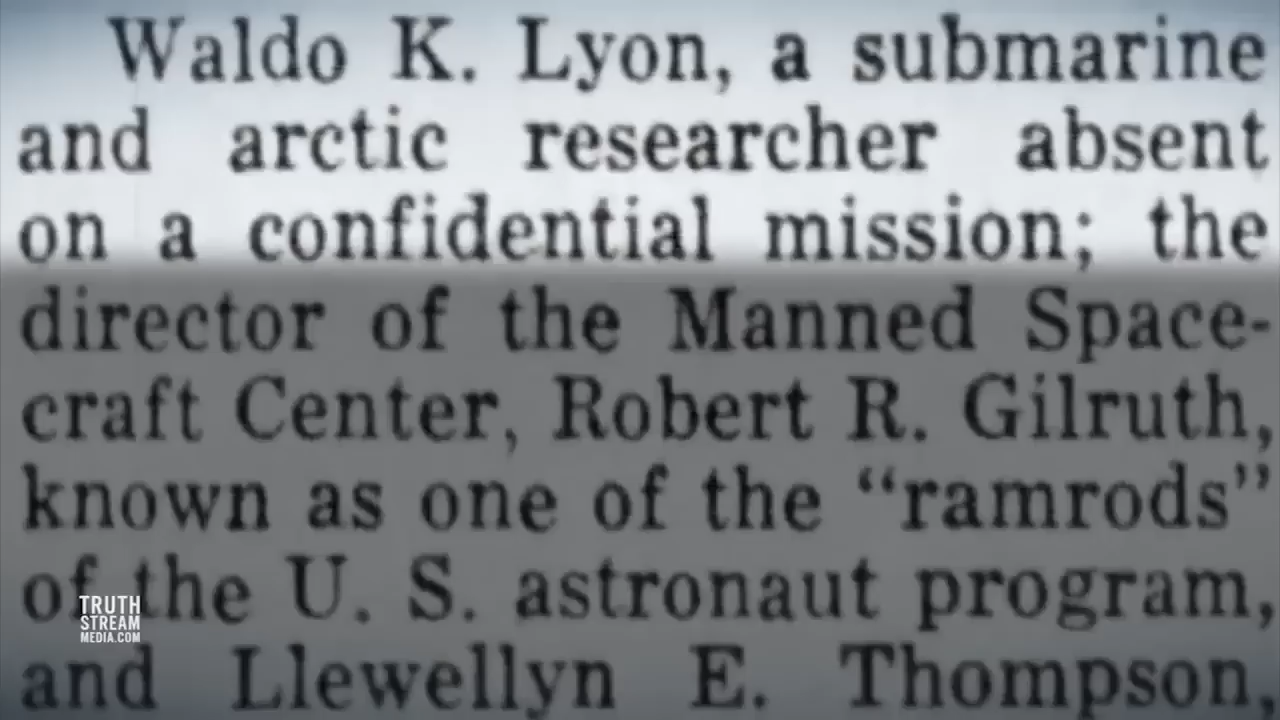 Waldo K. Lyon, a submarine
and arctic researcher absent
on a confidential mission; the
director of the Manned Space-
craft Center, Robert R. Gilruth,
known as one of the “ramrods”
of the U. S. astronaut program,
and Llewellyn E. Thompson,
TRUTH
STREAM
MEDIA.COM